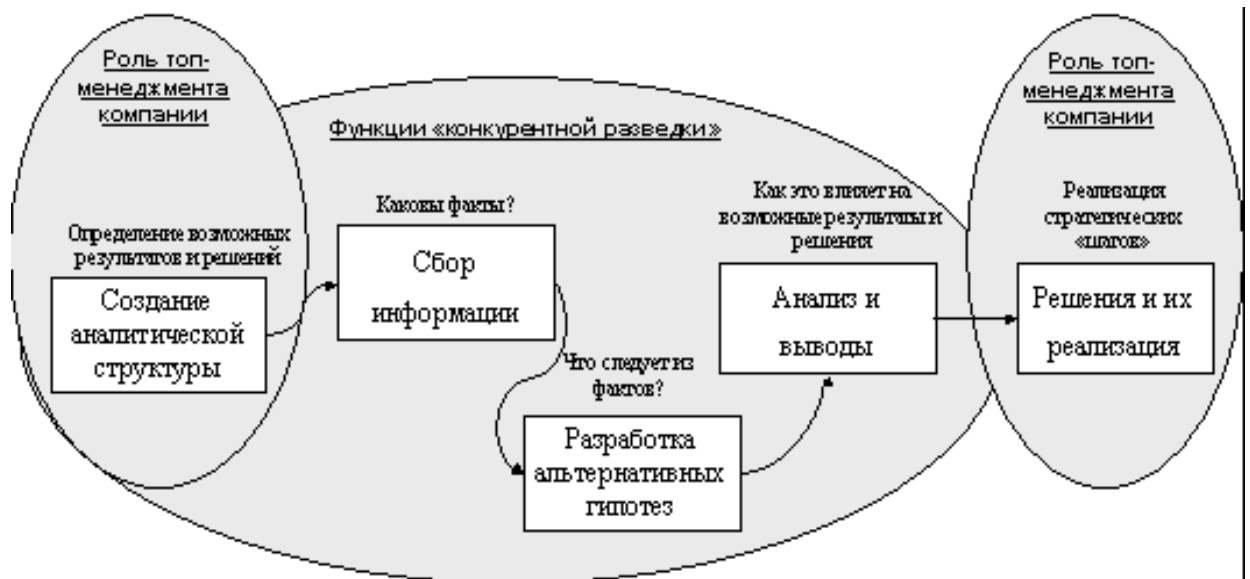 Роль топ-
менеджмента
компании
Функции «конкурентной разведки»
Роль топ-
менеджмента
компании
Определение возможных
результатов и решений
Создание
аналитической
структуры
Каковы факты?
Сбор
информации
Что следует из
фактов?
Разработка
альтернативных
гипотез
Как это влияет на
возможные результаты и
решения
Анализ и
выводы
Реализация
стратегических
«шагов»
Решения и их
реализация